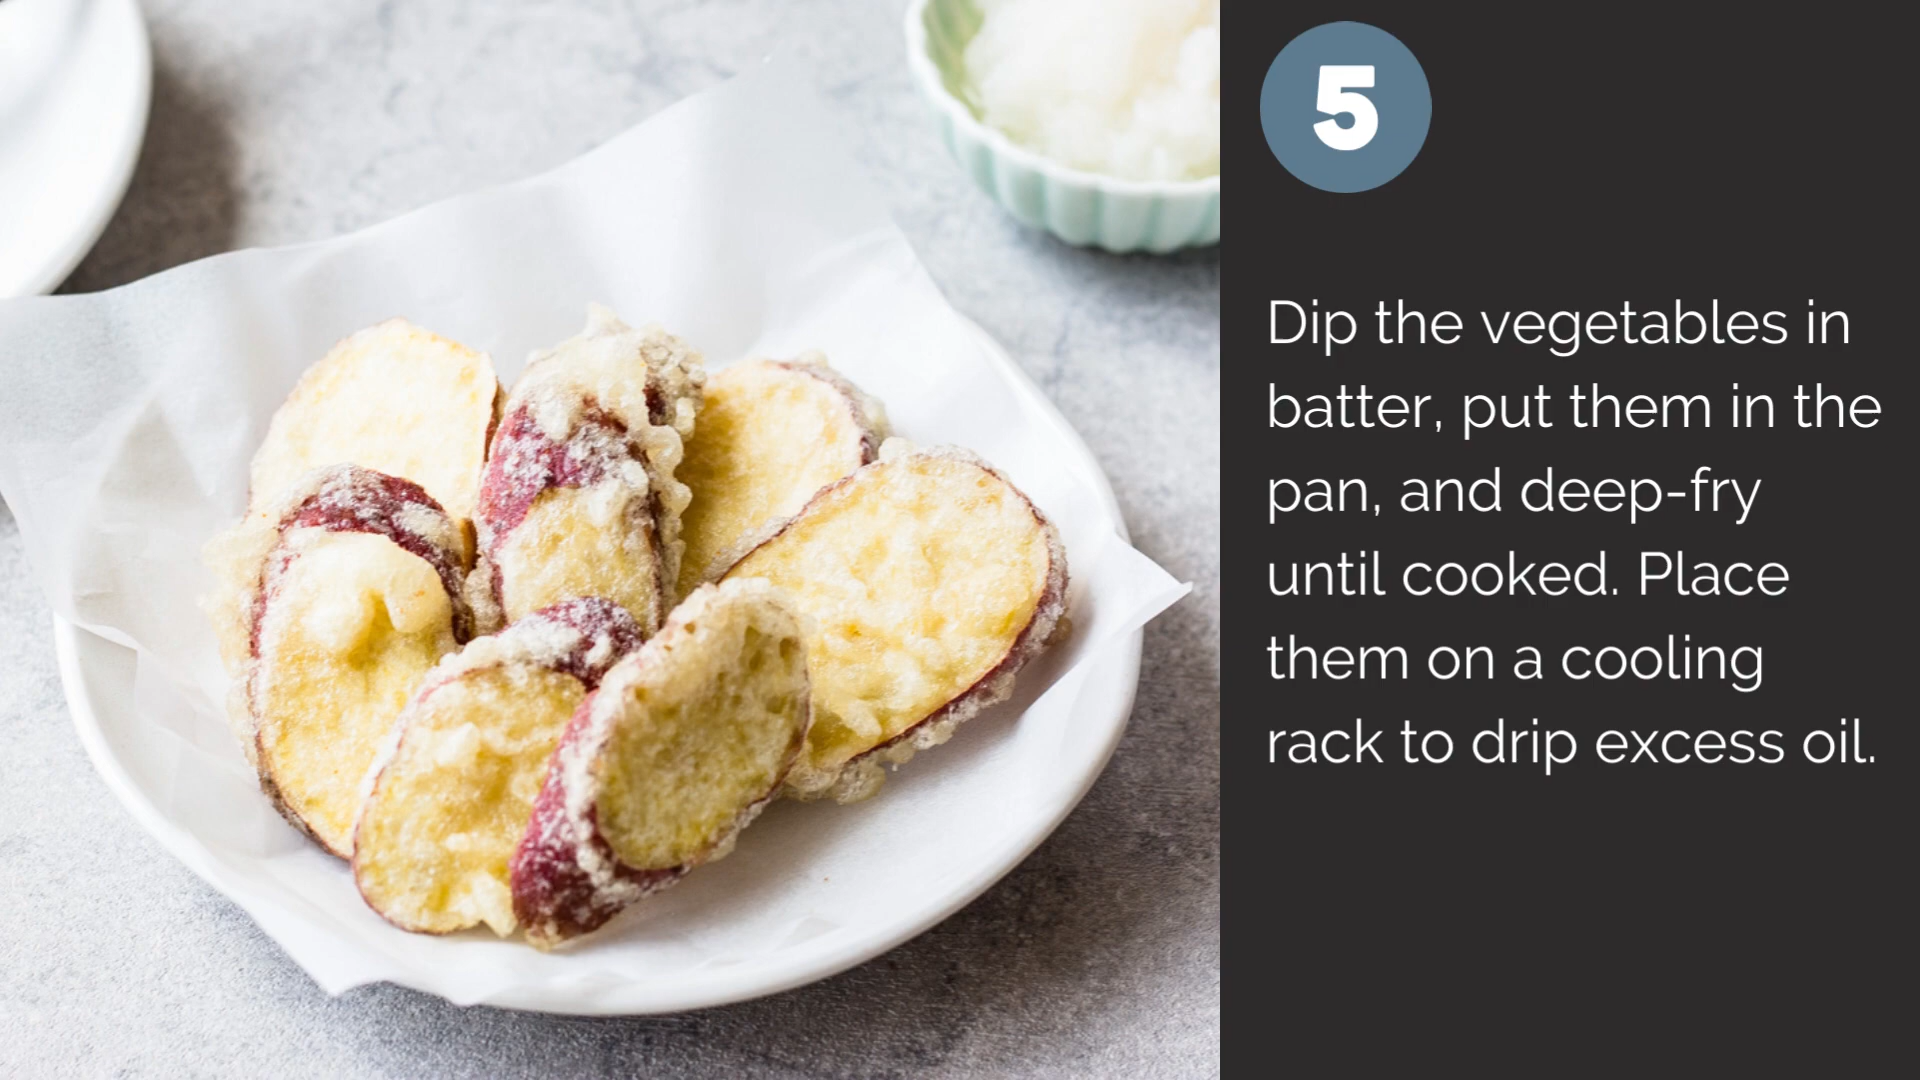 5
Dip the vegetables in
batter, put them in the
pan, and deep-fry
until cooked. Place
them on a cooling
rack to drip excess oil.